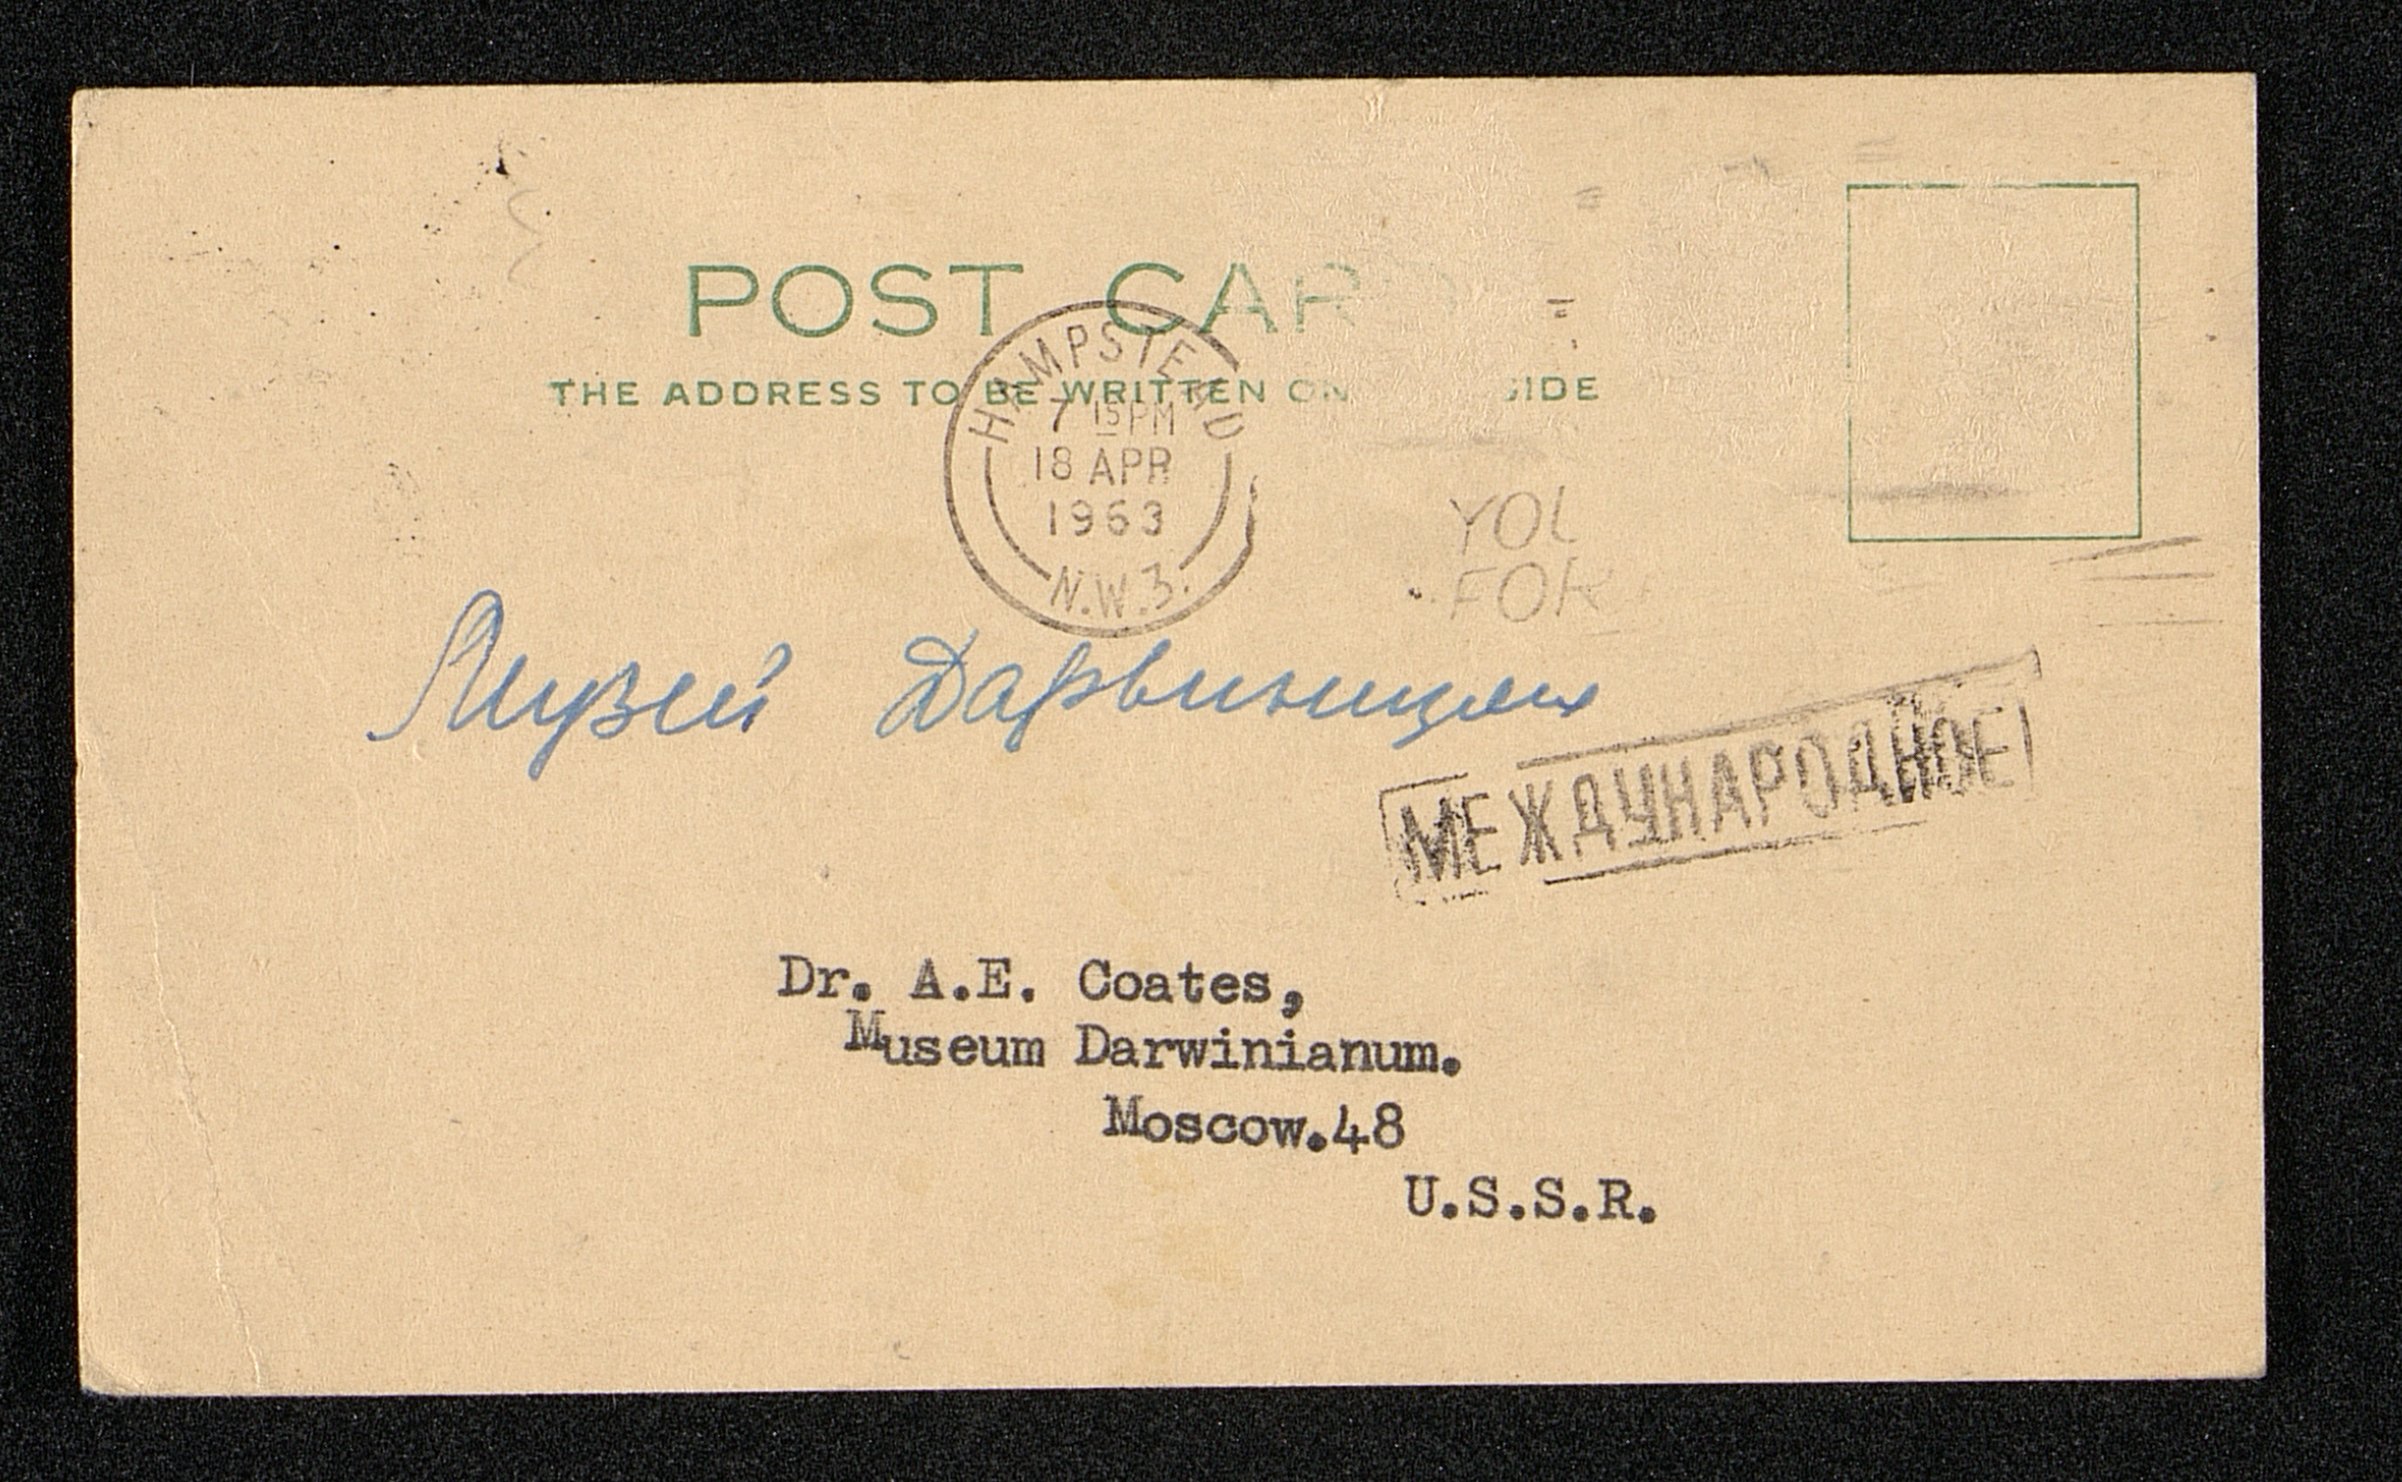 POST CAR
THE ADDRESS TO BE WRITTEN ON SIDE
HAMPSTEAD
7 15 PM
18 APR
1963
N.W.3.
YOU
FOR
Музей
МЕЖДУНАРОДНОЕ
Dr. A.E. Coates,
Museum Darwinianum.
Moscow.48
U.S.S.R.